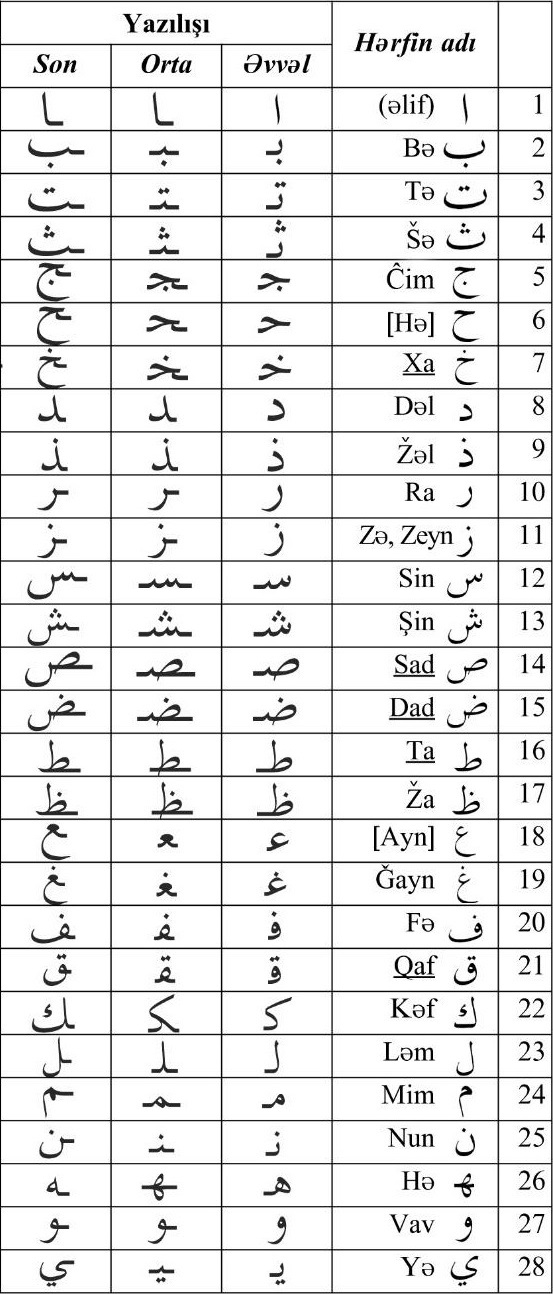 Yazılışı Hərfin adı
Son Orta Əvvəl
ـا ـا ا (əlif) ا 1
ـب ـبـ بـ Bə ب 2
ـت ـتـ تـ Tə ت 3
ـث ـثـ ثـ Šə ث 4
ـج ـجـ جـ Ĉim ج 5
ـح ـحـ حـ [Hə] ح 6
ـخ ـخـ خـ Xa خ 7
ـد ـد د Dəl د 8
ـذ ـذ ذ Žəl ذ 9
ـر ـر ر Ra ر 10
ـز ـز ز Zə, Zeyn ز 11
ـس ـسـ سـ Sin س 12
ـش ـشـ شـ Şin ش 13
ـص ـصـ صـ Sad ص 14
ـض ـضـ ضـ Dad ض 15
ـط ـطـ طـ Ta ط 16
ـظ ـظـ ظـ Ža ظ 17
ـع ـعـ عـ [Ayn] ع 18
ـغ ـغـ غـ Ğayn غ 19
ـف ـفـ فـ Fə ف 20
ـق ـقـ قـ Qaf ق 21
ـك ـكـ كـ Kəf ك 22
ـل ـلـ لـ Ləm ل 23
ـم ـمـ مـ Mim م 24
ـن ـنـ نـ Nun ن 25
ـه ـهـ هـ Hə ـهـ 26
ـو ـو و Vav و 27
ـي ـيـ يـ Yə ي 28